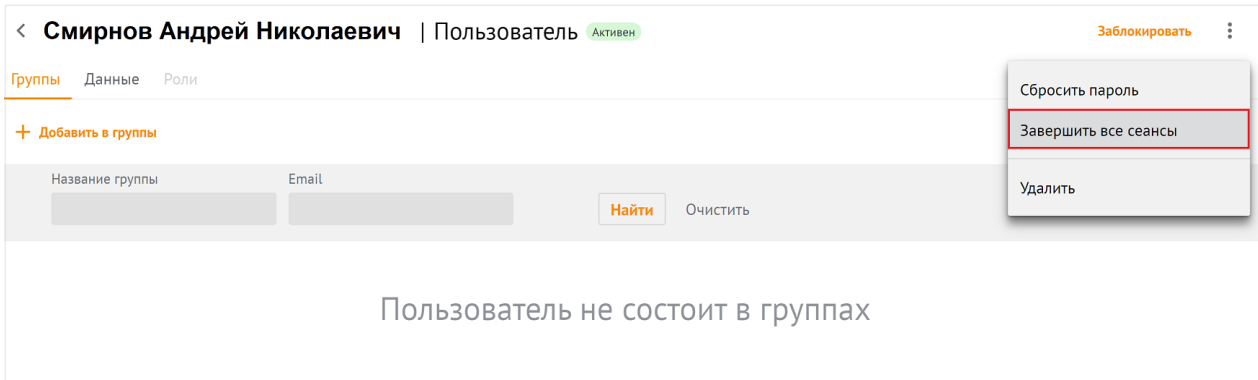 Смирнов Андрей Николаевич | Пользователь Активен Заблокировать
Группы Данные Роли
Сбросить пароль
Завершить все сеансы
Удалить
Добавить в группы
Название группы Email
Найти Очистить
Пользователь не состоит в группах